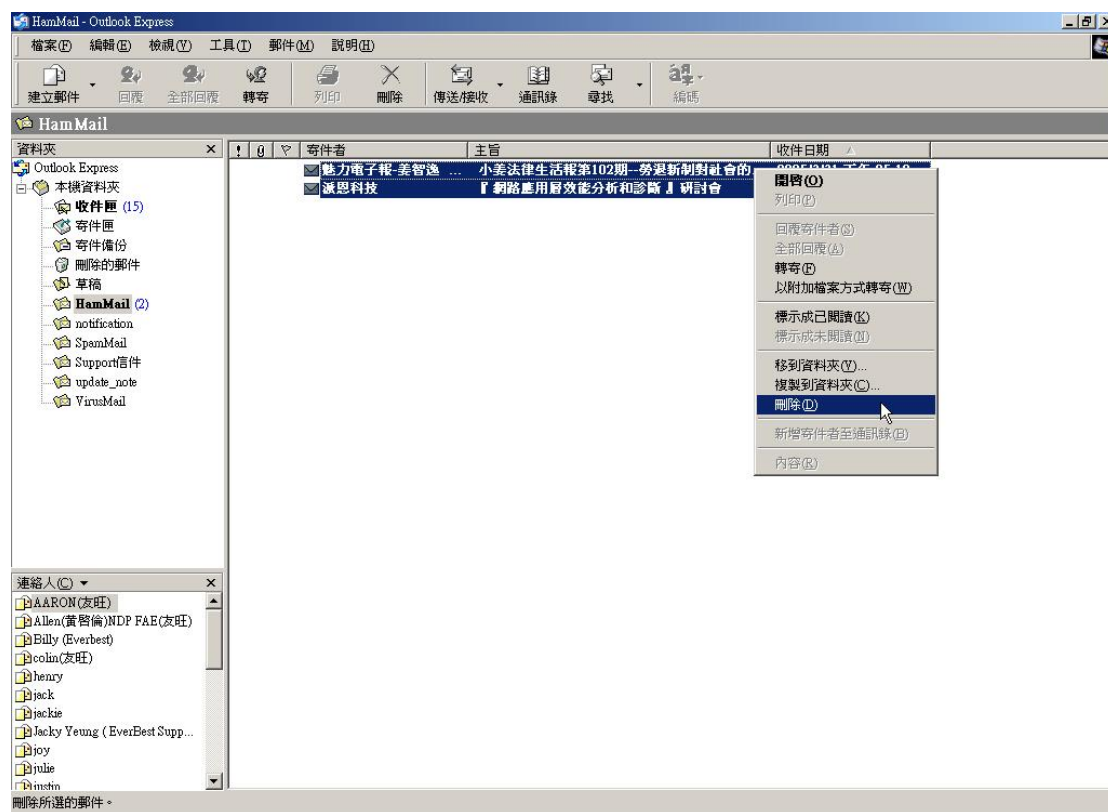 HamMail - Outlook Express
檔案(F) 編輯(E) 檢視(V) 工具(T) 郵件(M) 說明(H)
建立郵件 回覆 全部回覆 轉寄 列印 刪除 傳送/接收 通訊錄 尋找 編碼
HamMail
資料夾
Outlook Express
本機資料夾
收件匣 (15)
寄件匣
寄件備份
刪除的郵件
草稿
HamMail (2)
notification
SpamMail
Support信件
update_note
VirusMail
連絡人(C)
AARON(友旺)
Allen(黃啓倫)NDP FAE(友旺)
Billy (Everbest)
colin(友旺)
henry
jack
jackie
Jacky Yeung ( EverBest Supp...
joy
julie
justin
! 寄件者 主旨 收件日期
魅力電子報-姜智逸 ... 小姜法律生活報第102期--勞退新制對社會的
派恩科技 『 網路應用層效能分析和診斷 』研討會
開啓(O)
列印(P)
回覆寄件者(S)
全部回覆(A)
轉寄(F)
以附加檔案方式轉寄(W)
標示成已閱讀(K)
標示成未閱讀(N)
移到資料夾(V)...
複製到資料夾(C)...
刪除(D)
新增寄件者至通訊錄(B)
內容(R)
刪除所選的郵件。